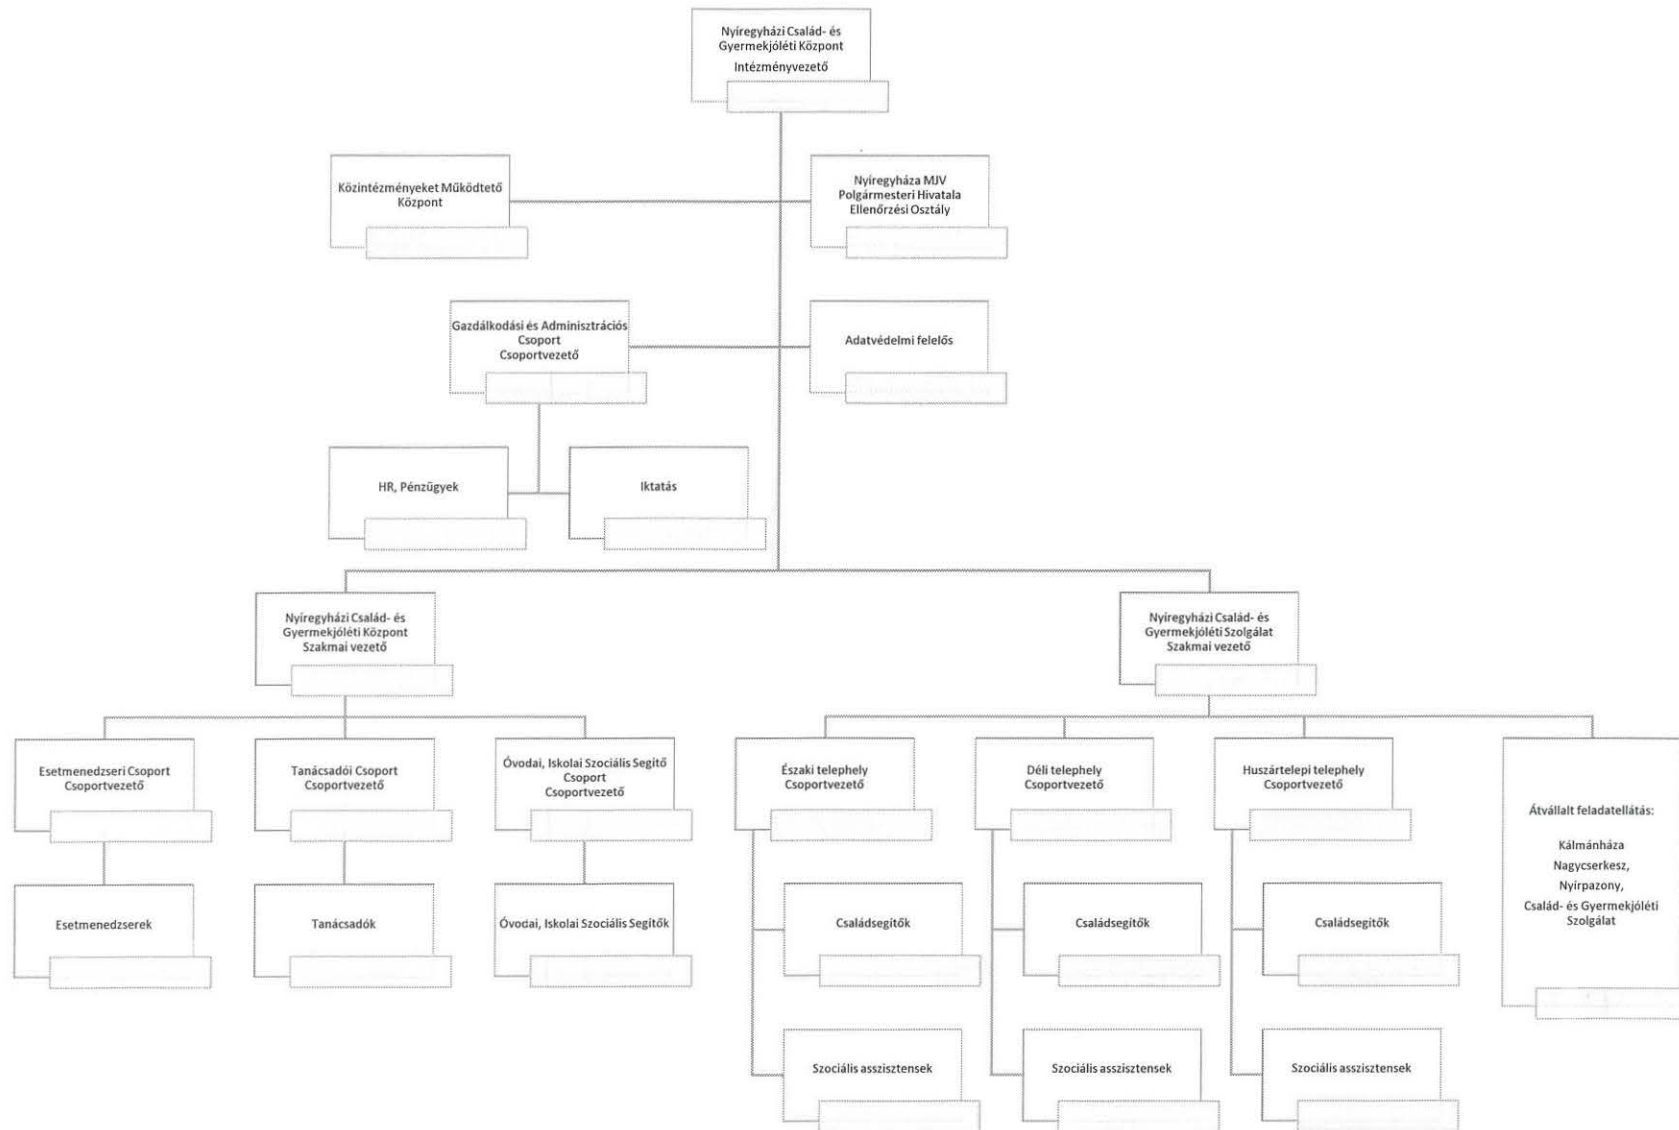 Nyíregyházi Család- és
Gyermekjóléti Központ
Intézményvezető
Közintézményeket Működtető
Központ
Nyíregyháza MJV
Polgármesteri Hivatala
Ellenőrzési Osztály
Gazdálkodási és Adminisztrációs
Csoport
Csoportvezető
Adatvédelmi felelős
HR, Pénzügyek
Iktatás
Nyíregyházi Család- és
Gyermekjóléti Központ
Szakmai vezető
Nyíregyházi Család- és
Gyermekjóléti Szolgálat
Szakmai vezető
Esetmenedzseri Csoport
Csoportvezető
Tanácsadói Csoport
Csoportvezető
Óvodai, Iskolai Szociális Segítő
Csoport
Csoportvezető
Északi telephely
Csoportvezető
Déli telephely
Csoportvezető
Huszártelepi telephely
Csoportvezető
Átvállalt feladatellátás:
Kálmánháza
Nagycserkesz,
Nyírpazony,
Család- és Gyermekjóléti
Szolgálat
Esetmenedzserek
Tanácsadók
Óvodai, Iskolai Szociális Segítők
Családsegítők
Családsegítők
Családsegítők
Szociális asszisztensek
Szociális asszisztensek
Szociális asszisztensek